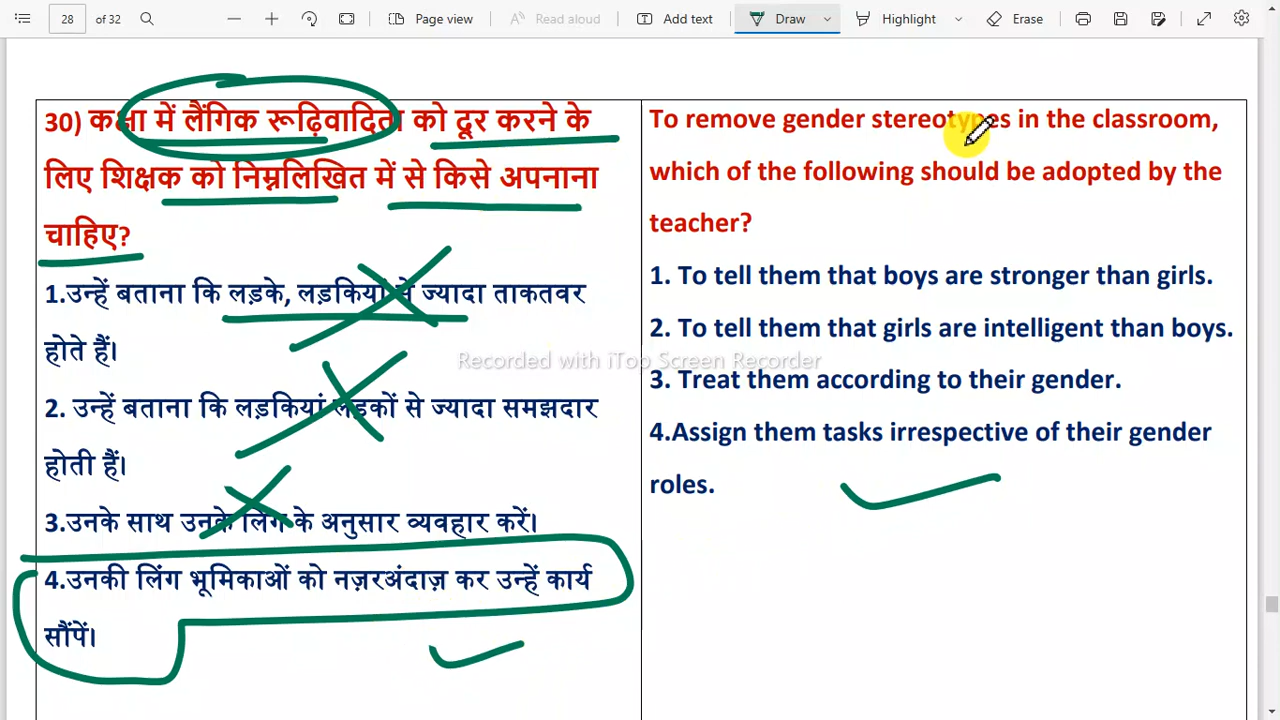 28
of 32
Page view
Read aloud
Add text
Draw
Highlight
Erase
30) कक्षा में लैंगिक रूढ़िवादिता को दूर करने के
लिए शिक्षक को निम्नलिखित में से किसे अपनाना
चाहिए?
1.उन्हें बताना कि लड़के, लड़कियां से ज्यादा ताकतवर
होते हैं।
2. उन्हें बताना कि लड़कियां लड़कों से ज्यादा समझदार
होती हैं।
3.उनके साथ उनके लिंग के अनुसार व्यवहार करें।
4.उनकी लिंग भूमिकाओं को नज़रअंदाज़ कर उन्हें कार्य
सौंपें।
To remove gender stereotypes in the classroom,
which of the following should be adopted by the
teacher?
1. To tell them that boys are stronger than girls.
2. To tell them that girls are intelligent than boys.
3. Treat them according to their gender.
4.Assign them tasks irrespective of their gender
roles.
Recorded with iTop Screen Recorder